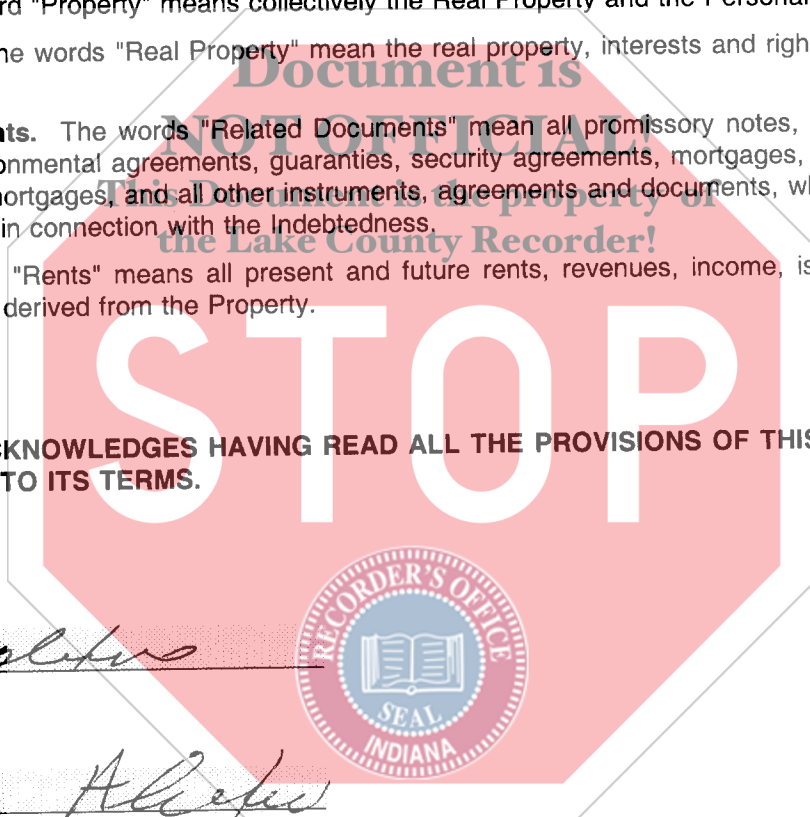 rd "Property" means collectively the Real Property and the Personal
he words "Real Property" mean the real property, interests and righ
Document is
nts. The words "Related Documents" mean all promissory notes,
NOT OFFICIAL!
onmental agreements, guaranties, security agreements, mortgages,
mortgages, and all other instruments, agreements and documents, wh
This Document is the property of
in connection with the Indebtedness.
the Lake County Recorder!
"Rents" means all present and future rents, revenues, income, is
derived from the Property.
STOP
CKNOWLEDGES HAVING READ ALL THE PROVISIONS OF THIS
TO ITS TERMS.
RECORDER'S OFFICE
SEAL
INDIANA